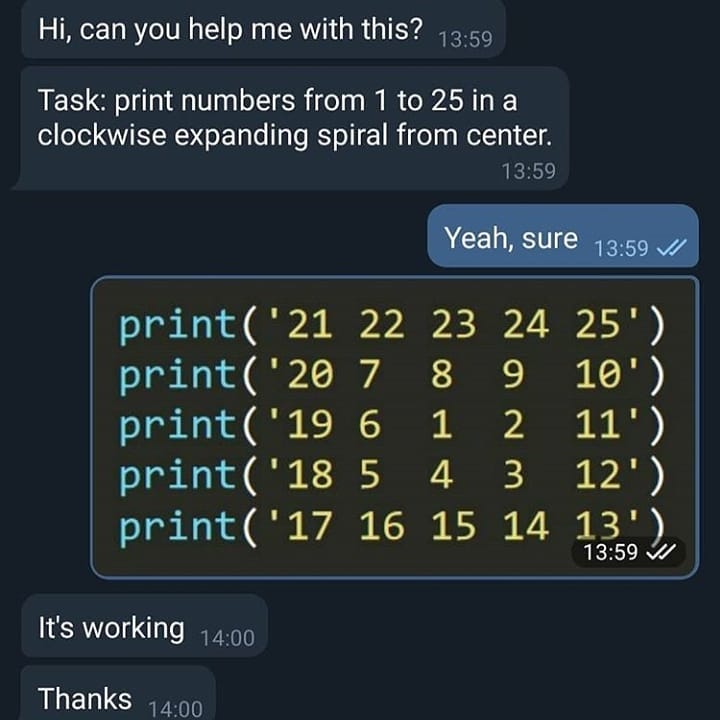 Hi, can you help me with this? 13:59
Task: print numbers from 1 to 25 in a
clockwise expanding spiral from center.
13:59
Yeah, sure 13:59
print('21 22 23 24 25')
print('20 7  8  9  10')
print('19 6  1  2  11')
print('18 5  4  3  12')
print('17 16 15 14 13')
13:59
It's working 14:00
Thanks 14:00